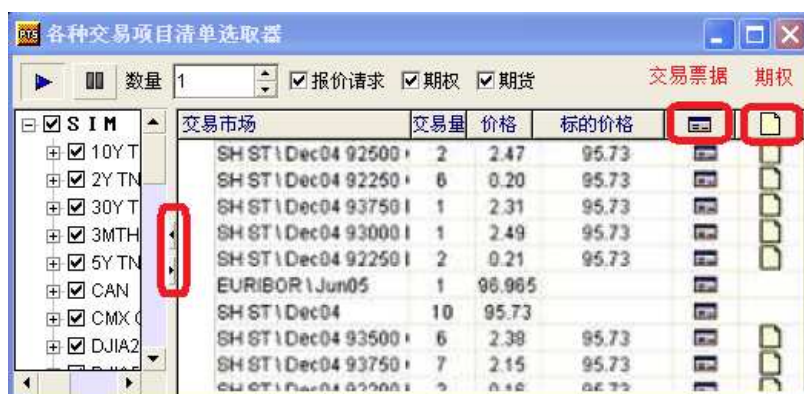 RTS 各种交易项目清单选取器
数量 1 报价请求 期权 期货 交易票据 期权
SIM 交易市场 交易量 价格 标的价格
10Y T SH ST \ Dec04 92500 2 2.47 95.73
2Y TN SH ST \ Dec04 92250 6 0.20 95.73
30Y T SH ST \ Dec04 93750 1 2.31 95.73
3MTH SH ST \ Dec04 93000 1 2.49 95.73
5Y TN SH ST \ Dec04 92250 2 0.21 95.73
CAN EURIBOR \ Jun05 1 96.965
CMX SH ST \ Dec04 10 95.73
DJIA2 SH ST \ Dec04 93500 6 2.38 95.73
SH ST \ Dec04 93750 7 2.15 95.73